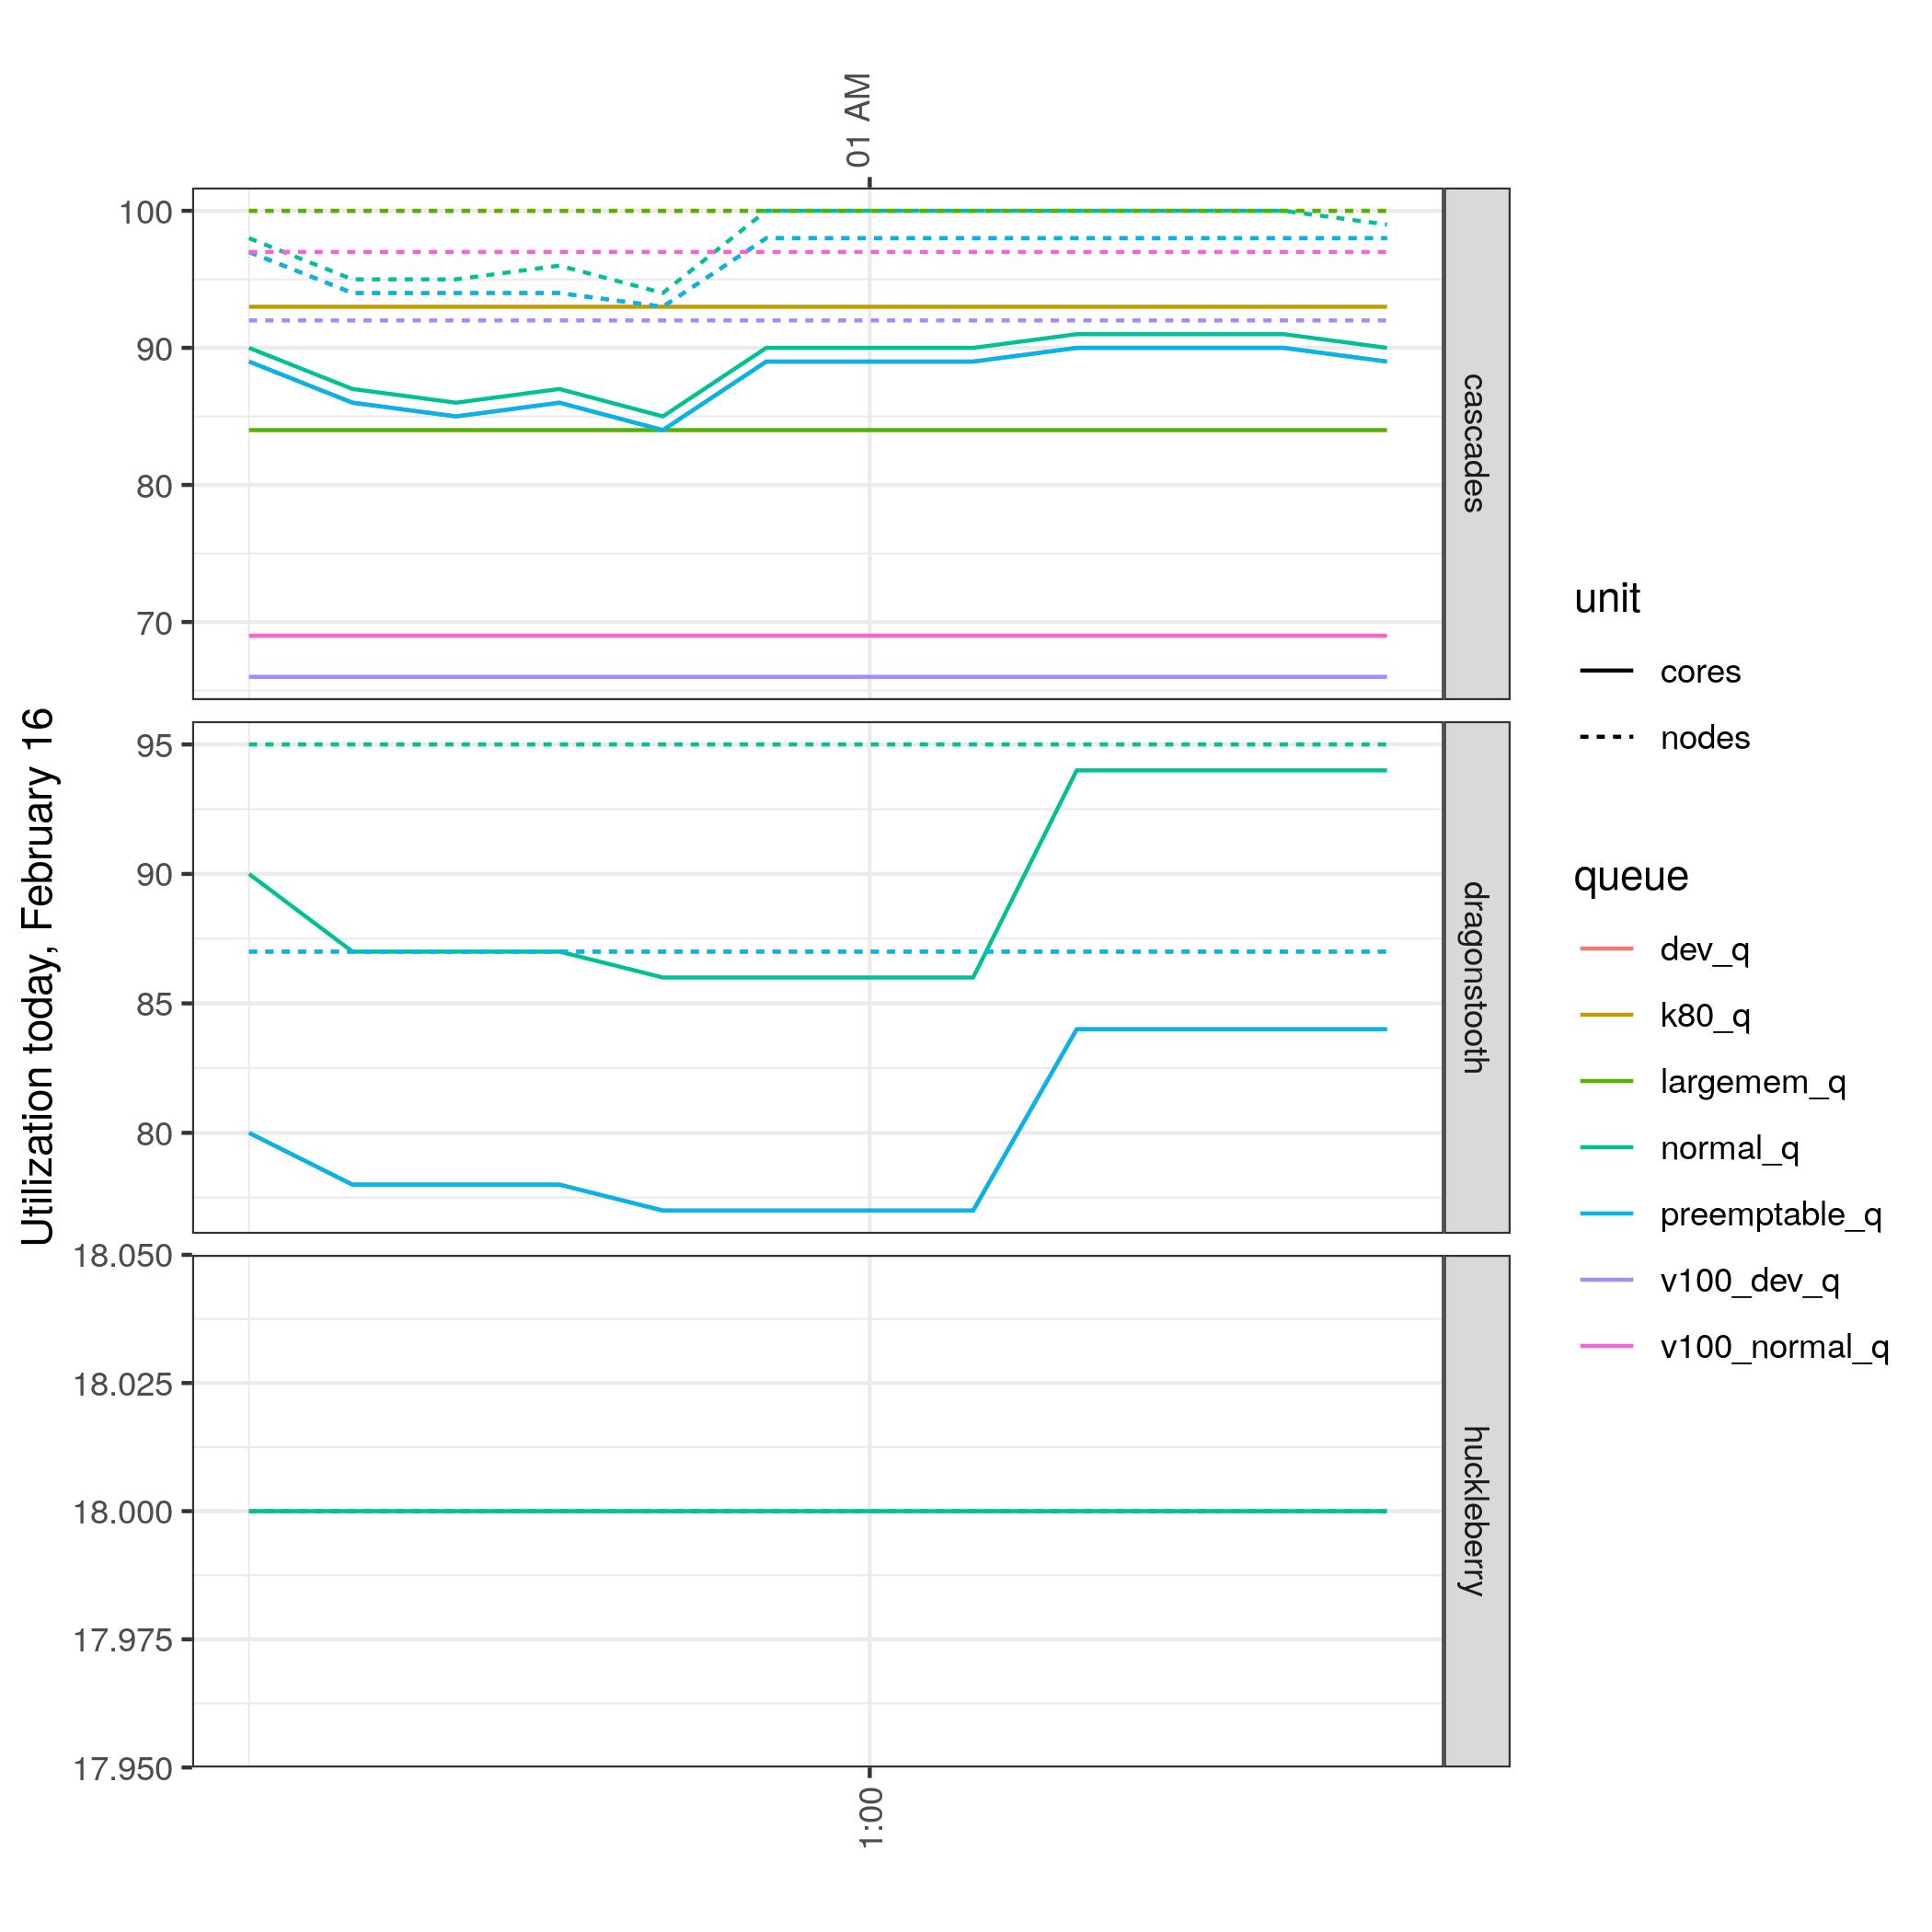 01 AM
100
90
80
70
cascades
95
90
85
80
dragonstooth
18.050
18.025
18.000
17.975
17.950
huckleberry
1:00
Utilization today, February 16
unit
cores
nodes
queue
dev_q
k80_q
largemem_q
normal_q
preemptable_q
v100_dev_q
v100_normal_q